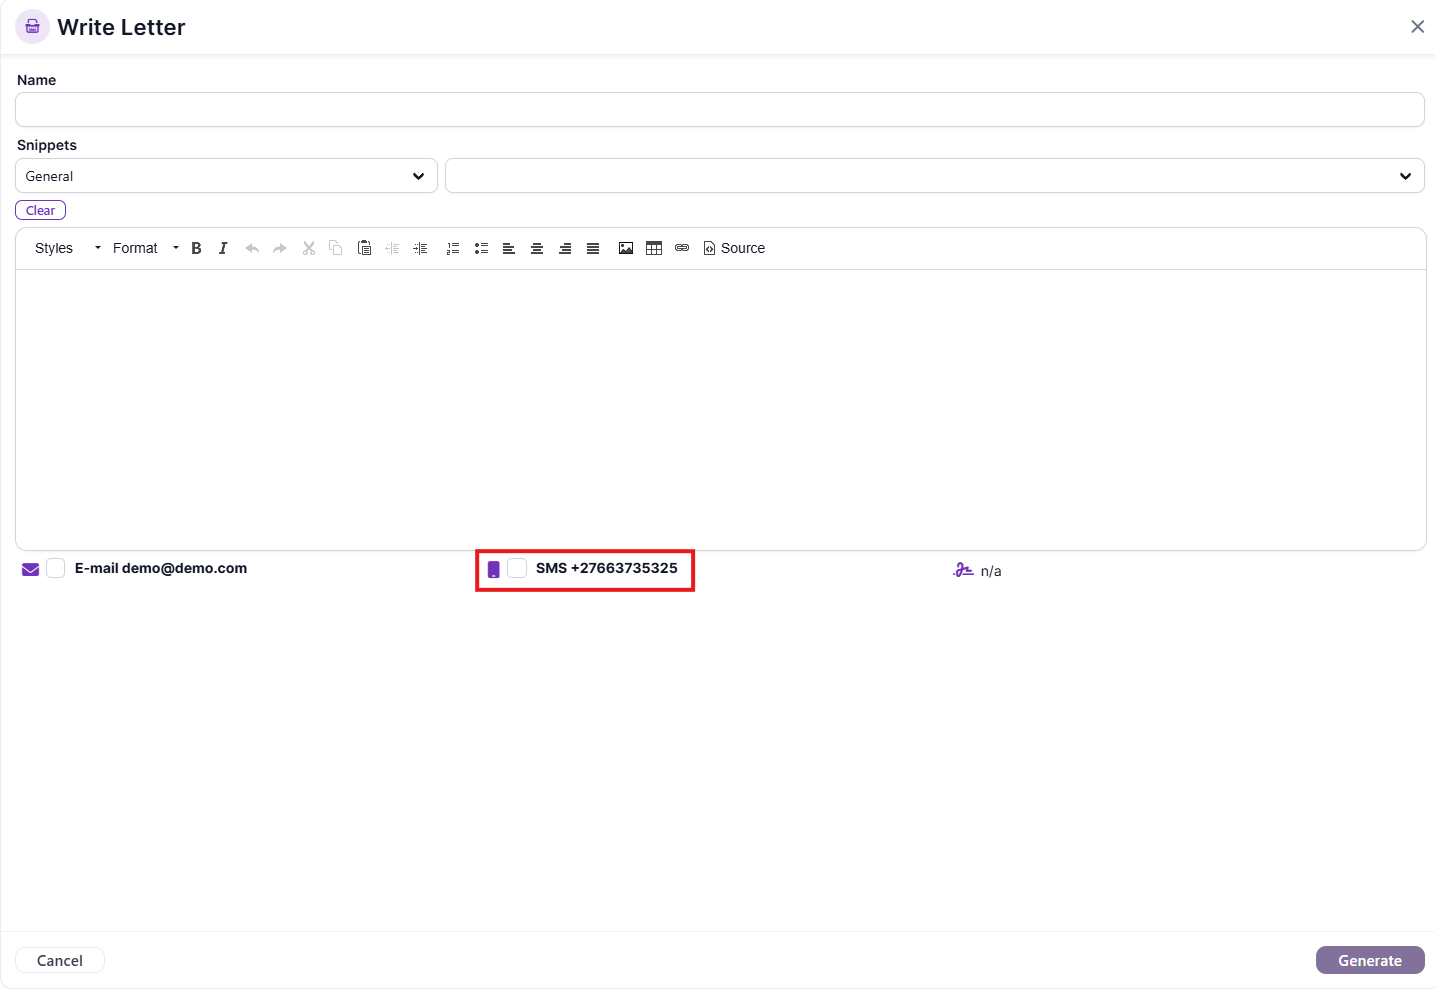 Write Letter
Name
Snippets
General
Clear
Styles Format B I Source
E-mail demo@demo.com SMS +27663735325 n/a
Cancel Generate